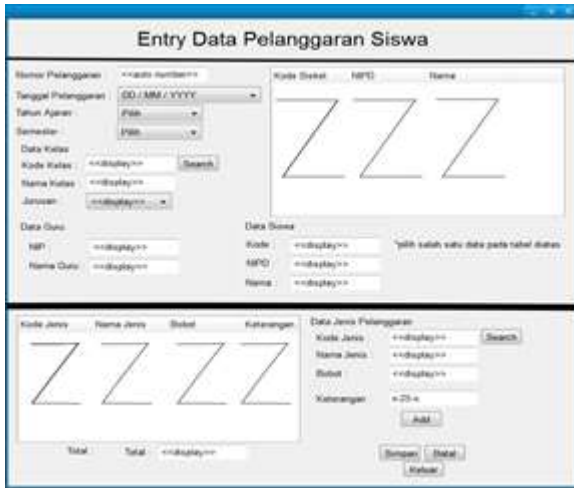 Entry Data Pelanggaran Siswa
Nomor Pelanggaran <<auto number>>
Tanggal Pelanggaran DD / MM / YYYY
Tahun Ajaran : Pilih
Semester : Pilih
Data Kelas
Kode Kelas : <<display>> Search
Nama Kelas : <<display>>
Jurusan : <<display>>
Kode Siswa NIPD Nama
Data Guru
NIP <<display>>
Nama Guru <<display>>
Data Siswa
Kode <<display>> *pilih salah satu data pada tabel diatas
NIPD <<display>>
Nama <<display>>
Kode Jenis Nama Jenis Bobot Keterangan
Total Total <<display>>
Data Jenis Pelanggaran
Kode Jenis <<display>> Search
Nama Jenis <<display>>
Bobot <<display>>
Keterangan x-25-x
Add
Simpan Batal
Keluar